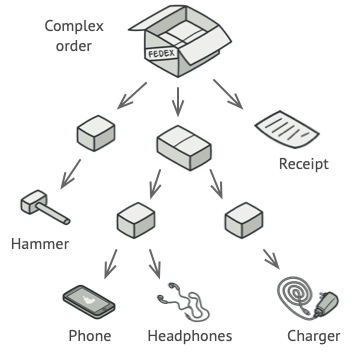 Complex
order
FEDEX
Receipt
Hammer
Phone
Headphones
Charger